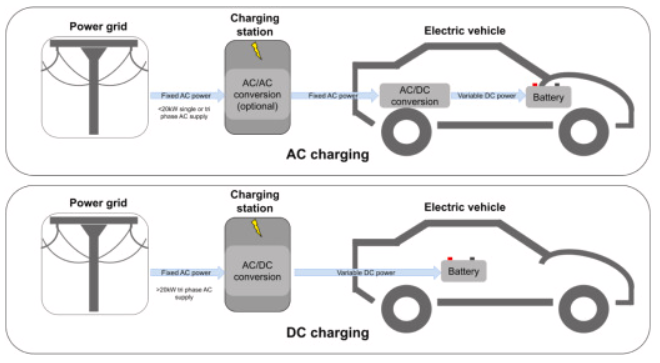 Power grid
Charging
station
Electric vehicle
AC/AC
conversion
(optional)
AC/DC
conversion
Fixed AC power
Fixed AC power
Variable DC power
Battery
<20kW single or tri
phase AC supply
AC charging
Power grid
Charging
station
Electric vehicle
AC/DC
conversion
Fixed AC power
Variable DC power
Battery
>20kW tri phase AC
supply
DC charging